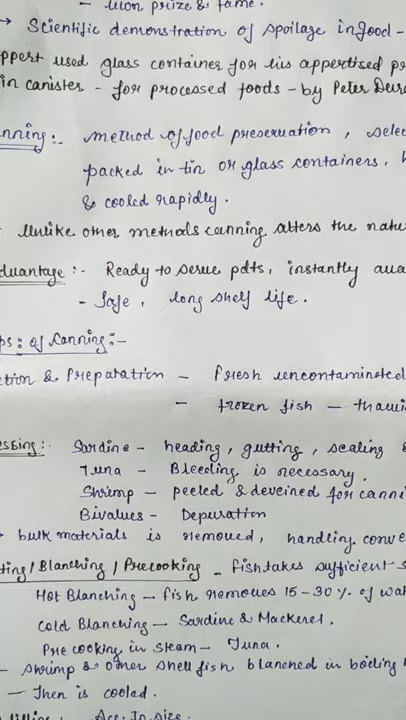 - Won prize & fame.
→ Scientific demonstration of spoilage in food -
ppert used glass container for his appertised p
in canister - for processed foods - by Peter Dur
nning :- method of food preservation, selec
packed in tin or glass containers, h
& cooled rapidly.
Unlike other methods canning alters the natu
dvantage :- Ready to serve pdts, instantly ava
- Safe, long shelf life.
ps: of Canning :-
ction & Preparation - fresh uncontaminated
- frozen fish - thawi
essing :- Sardine - heading, gutting, scaling &
Tuna - Bleeding is necessary.
Shrimp - peeled & deveined for canni
Bivalves - Depuration
→ bulk materials is removed, handling conve
ting / Blanching / Precooking - fish takes sufficient s
Hot Blanching - fish removes 15-30% of wat
Cold Blanching - Sardine & Mackerel.
Pre cooking in steam - Tuna.
- Shrimp & other shell fish blanched in boiling
- Then is cooled.
Acc. To size.